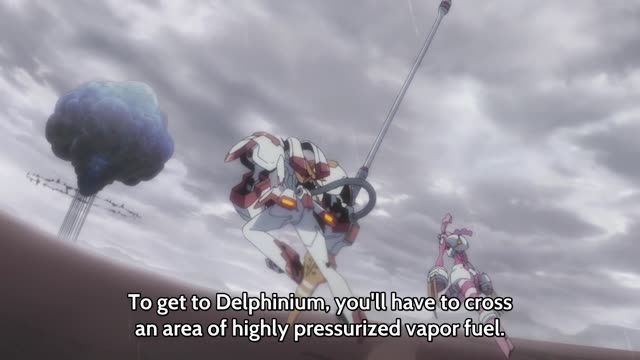 To get to Delphinium, you'll have to cross
an area of highly pressurized vapor fuel.